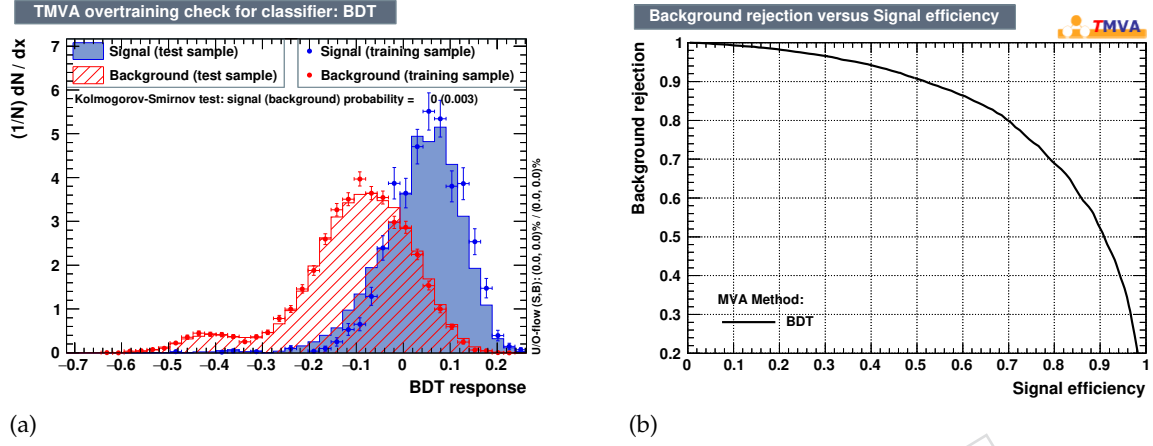 TMVA overtraining check for classifier: BDT
Signal (test sample)
Background (test sample)
Signal (training sample)
Background (training sample)
Kolmogorov-Smirnov test: signal (background) probability = 0 (0.003)
(1/N) dN / dx
7
6
5
4
3
2
1
0
−0.7 −0.6 −0.5 −0.4 −0.3 −0.2 −0.1 0 0.1 0.2
BDT response
U/O-flow (S,B): (0.0, 0.0)% / (0.0, 0.0)%
(a)
Background rejection versus Signal efficiency
TMVA
Background rejection
1
0.9
0.8
0.7
0.6
0.5
0.4
0.3
0.2
MVA Method:
BDT
0 0.1 0.2 0.3 0.4 0.5 0.6 0.7 0.8 0.9 1
Signal efficiency
(b)